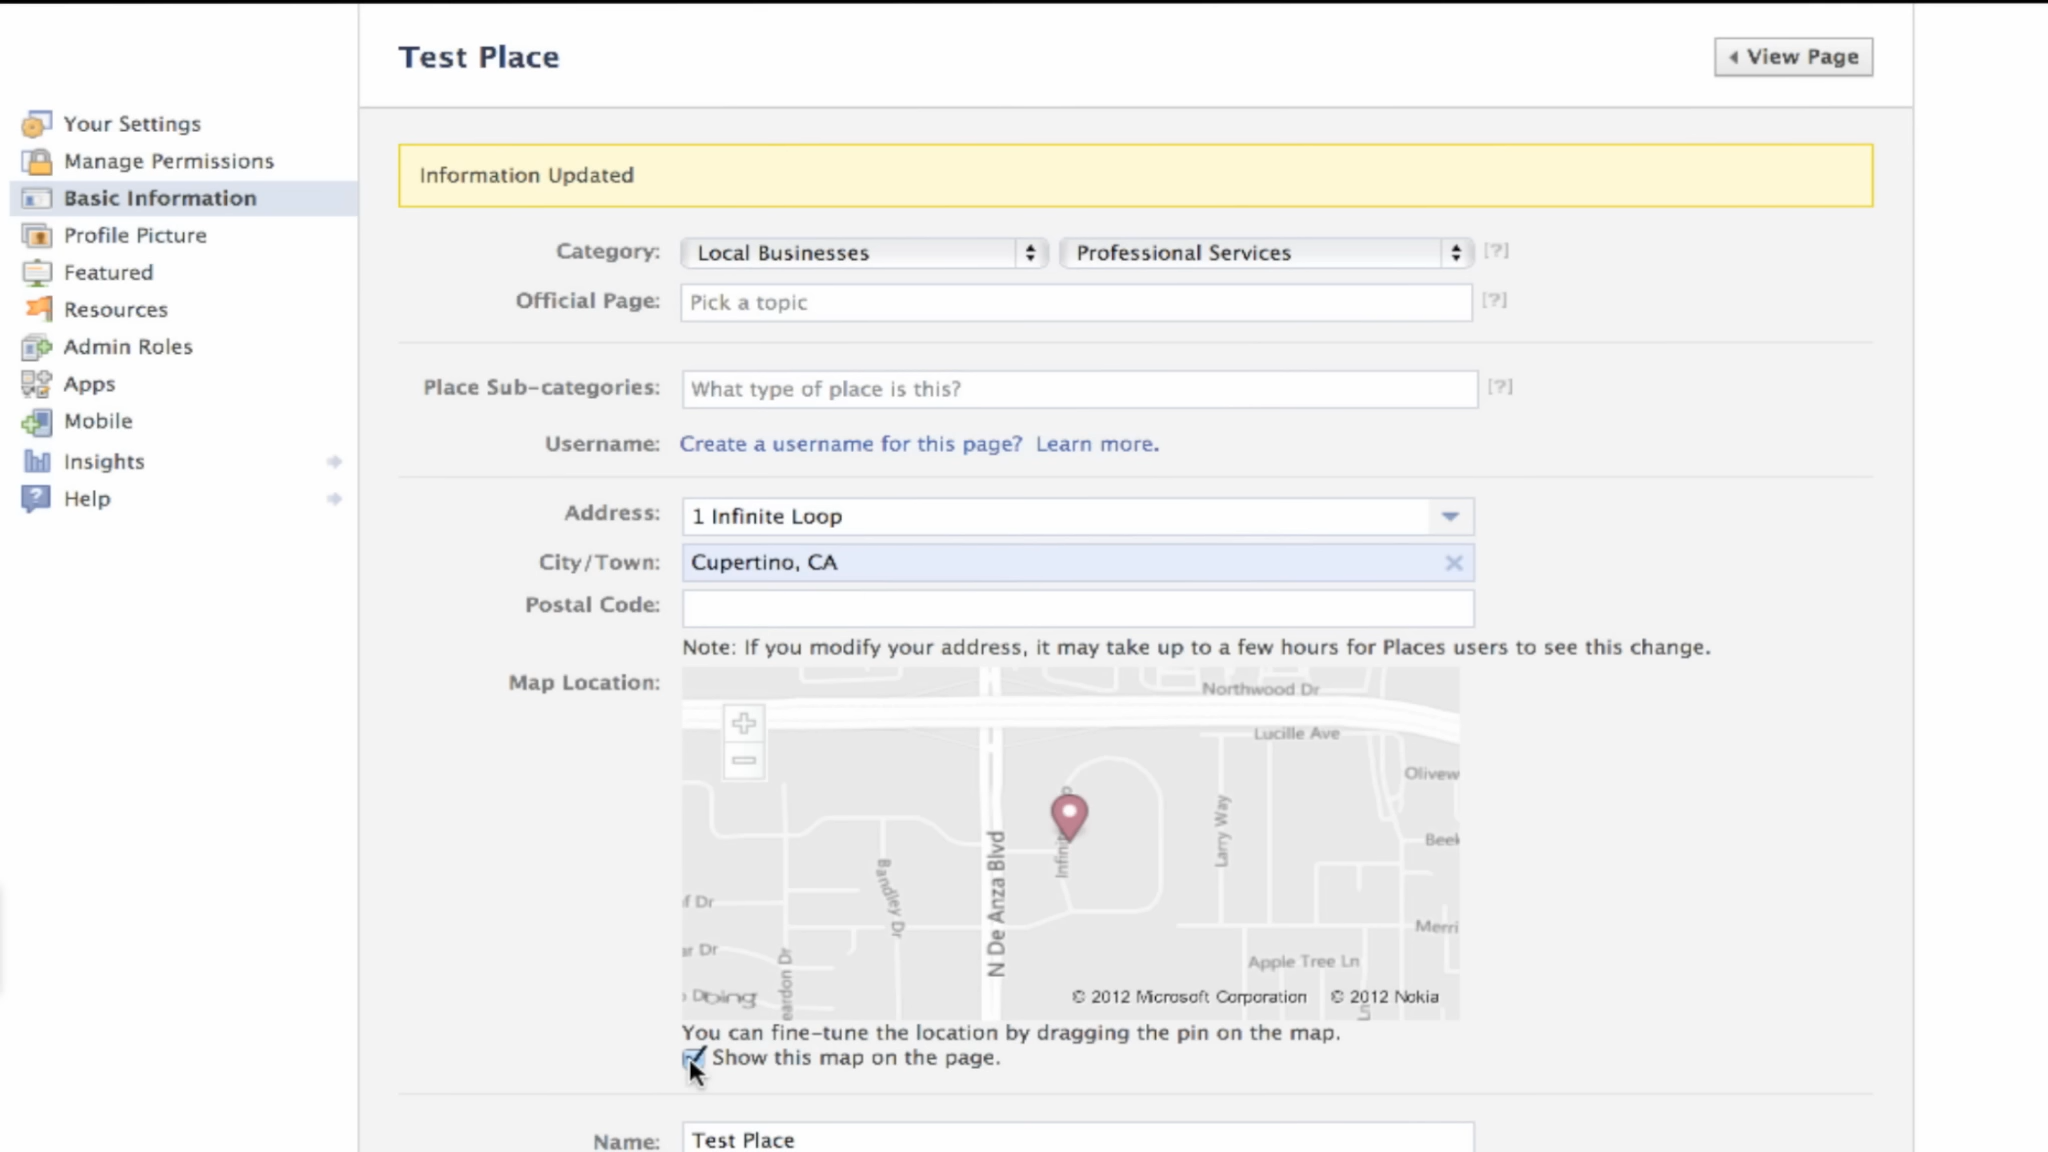 Test Place
View Page
Your Settings
Manage Permissions
Basic Information
Profile Picture
Featured
Resources
Admin Roles
Apps
Mobile
Insights
Help
Information Updated
Category: Local Businesses Professional Services [?]
Official Page: Pick a topic [?]
Place Sub-categories: What type of place is this? [?]
Username: Create a username for this page? Learn more.
Address: 1 Infinite Loop
City/Town: Cupertino, CA
Postal Code:
Note: If you modify your address, it may take up to a few hours for Places users to see this change.
Map Location:
Northwood Dr
Lucille Ave
Larry Way
N De Anza Blvd
Bandley Dr
Apple Tree Ln
bing
© 2012 Microsoft Corporation © 2012 Nokia
You can fine-tune the location by dragging the pin on the map.
Show this map on the page.
Name: Test Place